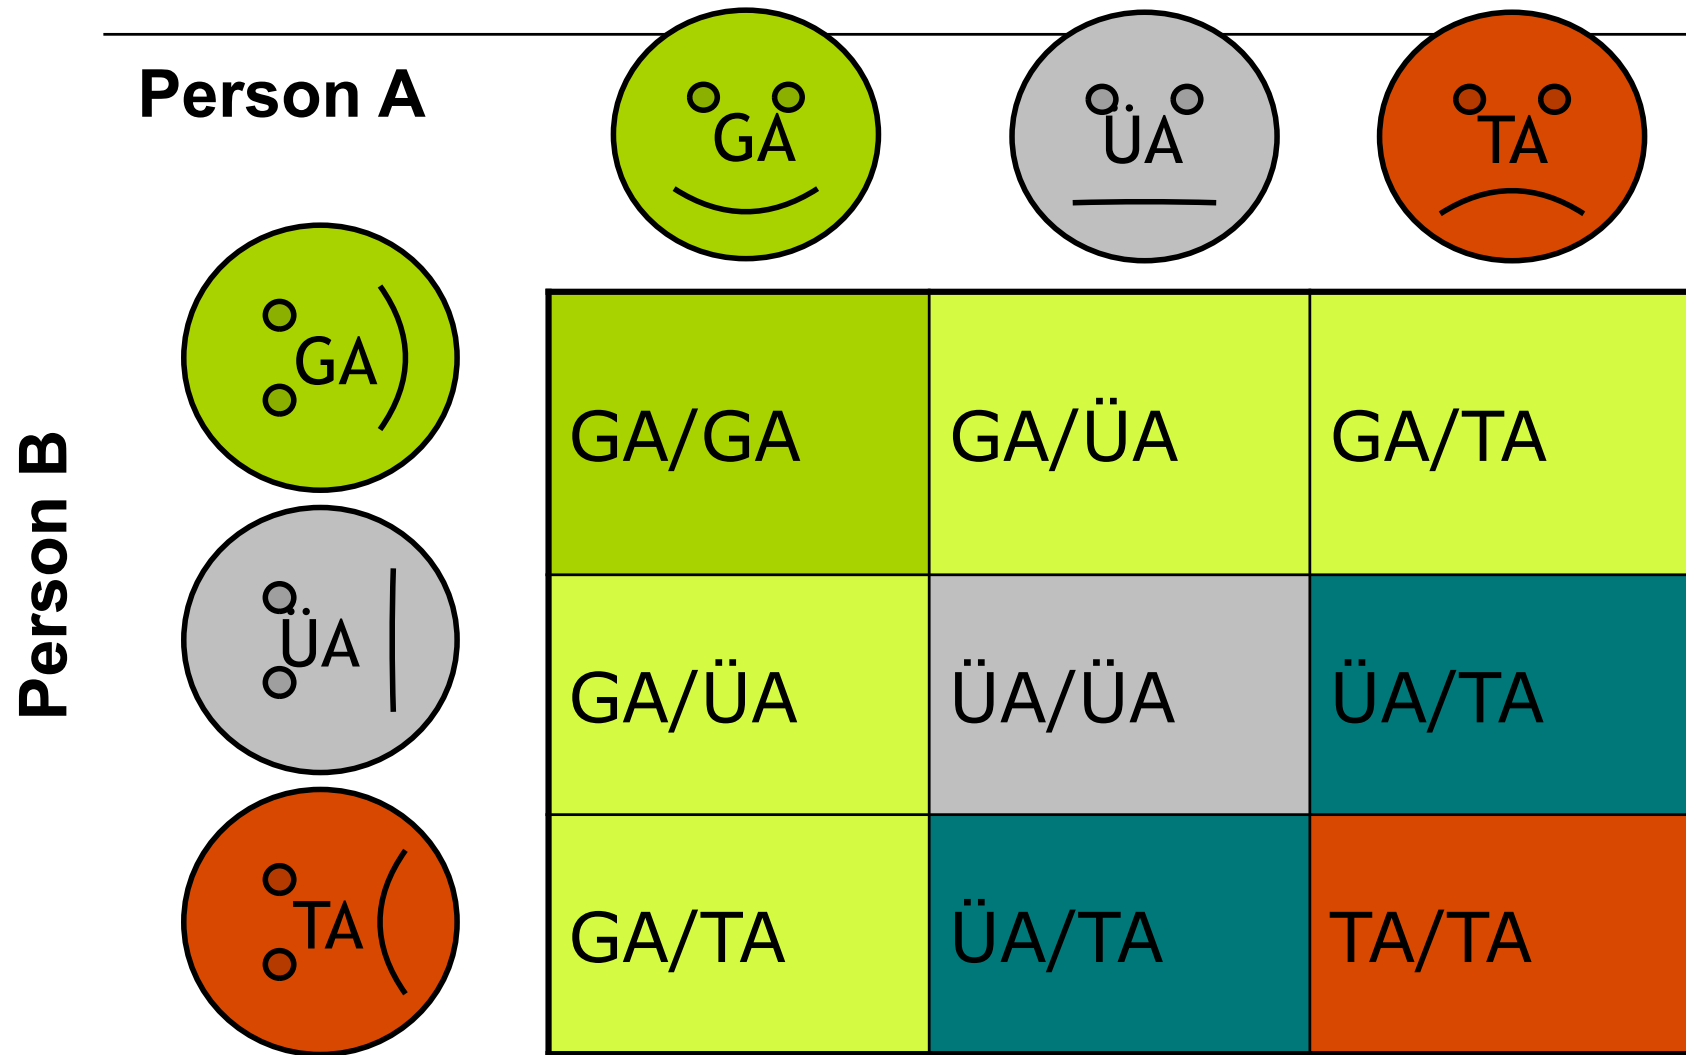 Person A
GA
ÜA
TA
Person B
GA
GA/GA
GA/ÜA
GA/TA
ÜA
GA/ÜA
ÜA/ÜA
ÜA/TA
TA
GA/TA
ÜA/TA
TA/TA